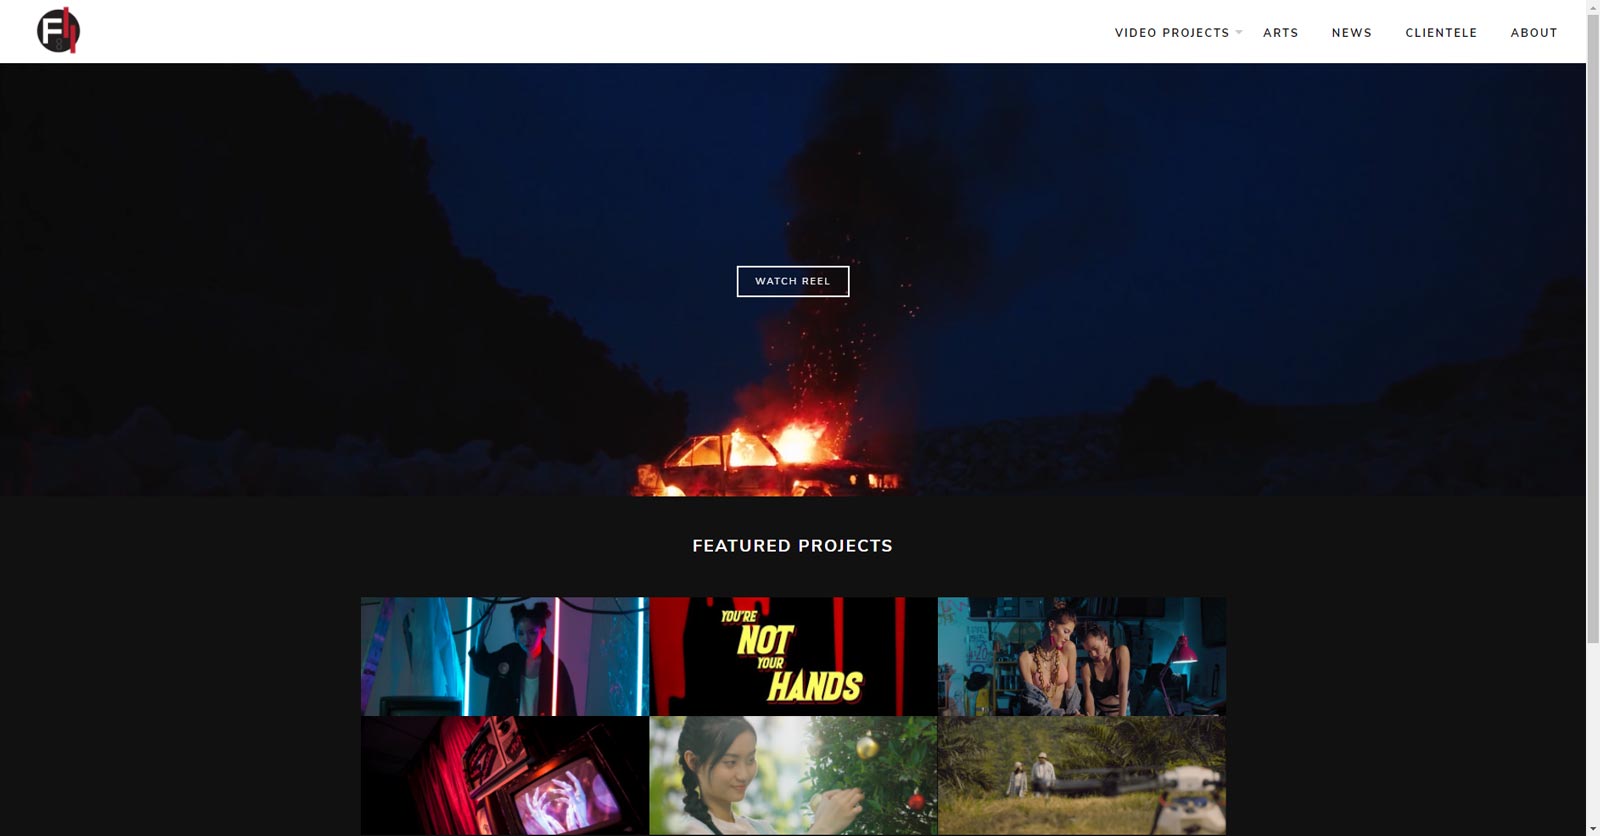 F
VIDEO PROJECTS
ARTS
NEWS
CLIENTELE
ABOUT
WATCH REEL
FEATURED PROJECTS
YOU'RE
NOT
YOUR
HANDS